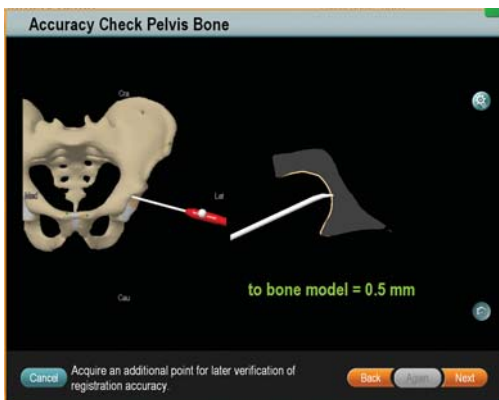 Accuracy Check Pelvis Bone
Cra
Lat
Cau
to bone model = 0.5 mm
Cancel
Acquire an additional point for later verification of
registration accuracy.
Back
Again
Next